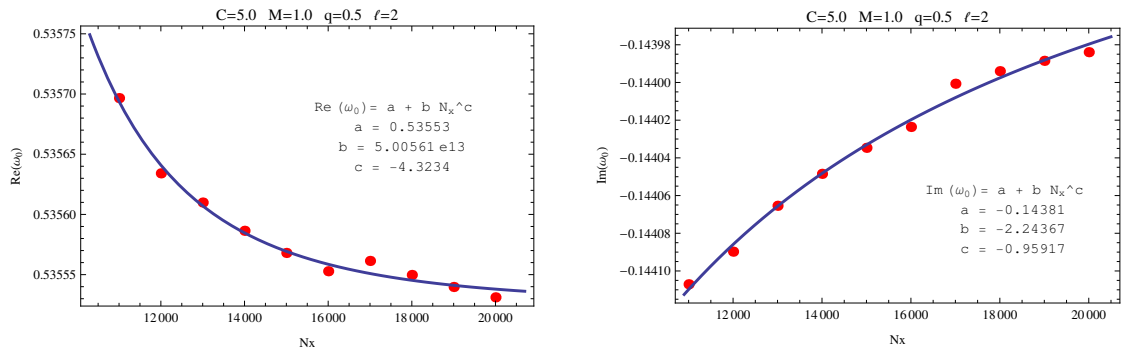 C=5.0 M=1.0 q=0.5 ℓ=2
0.53575
0.53570
0.53565
0.53560
0.53555
Re(ω₀)
Re (ω₀)= a + b Nₓ^c
a = 0.53553
b = 5.00561 e13
c = -4.3234
12000 14000 16000 18000 20000
Nx
C=5.0 M=1.0 q=0.5 ℓ=2
-0.14398
-0.14400
-0.14402
-0.14404
-0.14406
-0.14408
-0.14410
Im(ω₀)
Im (ω₀)= a + b Nₓ^c
a = -0.14381
b = -2.24367
c = -0.95917
12000 14000 16000 18000 20000
Nx